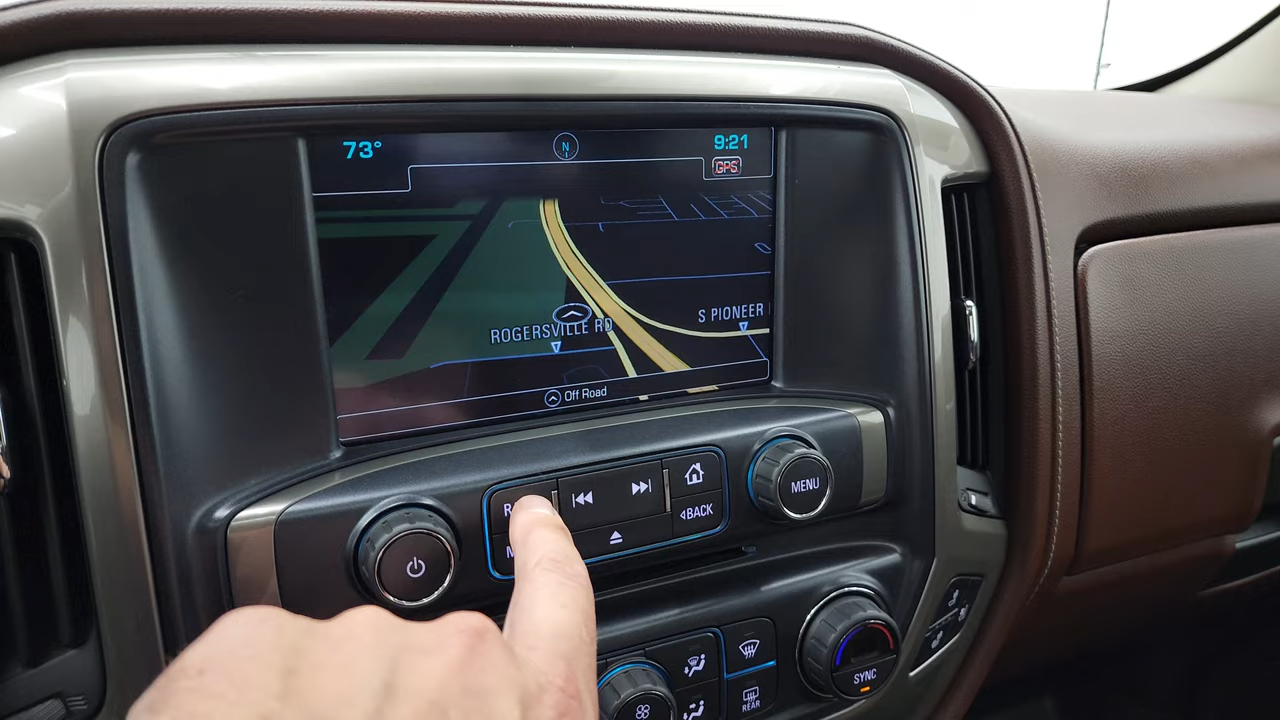 73°
N
9:21
GPS
ROGERSVILLE RD
S PIONEER
Off Road
BACK
MENU
SYNC
REAR